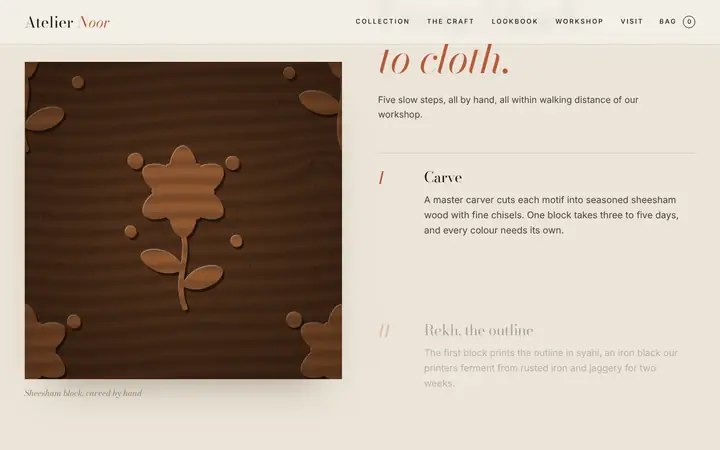 Atelier Noor
COLLECTION THE CRAFT LOOKBOOK WORKSHOP VISIT BAG 0
to cloth.
Five slow steps, all by hand, all within walking distance of our
workshop.
I Carve
A master carver cuts each motif into seasoned sheesham
wood with fine chisels. One block takes three to five days,
and every colour needs its own.
II Rekh, the outline
The first block prints the outline in syahi, an iron black our
printers ferment from rusted iron and jaggery for two
weeks.
Sheesham block, carved by hand